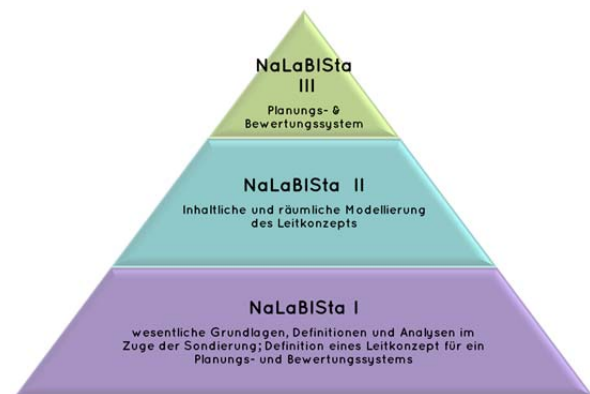 NaLaBISta
III
Planungs- &
Bewertungssystem
NaLaBISta II
Inhaltliche und räumliche Modellierung
des Leitkonzepts
NaLaBISta I
wesentliche Grundlagen, Definitionen und Analysen im
Zuge der Sondierung; Definition eines Leitkonzept für ein
Planungs- und Bewertungssystems